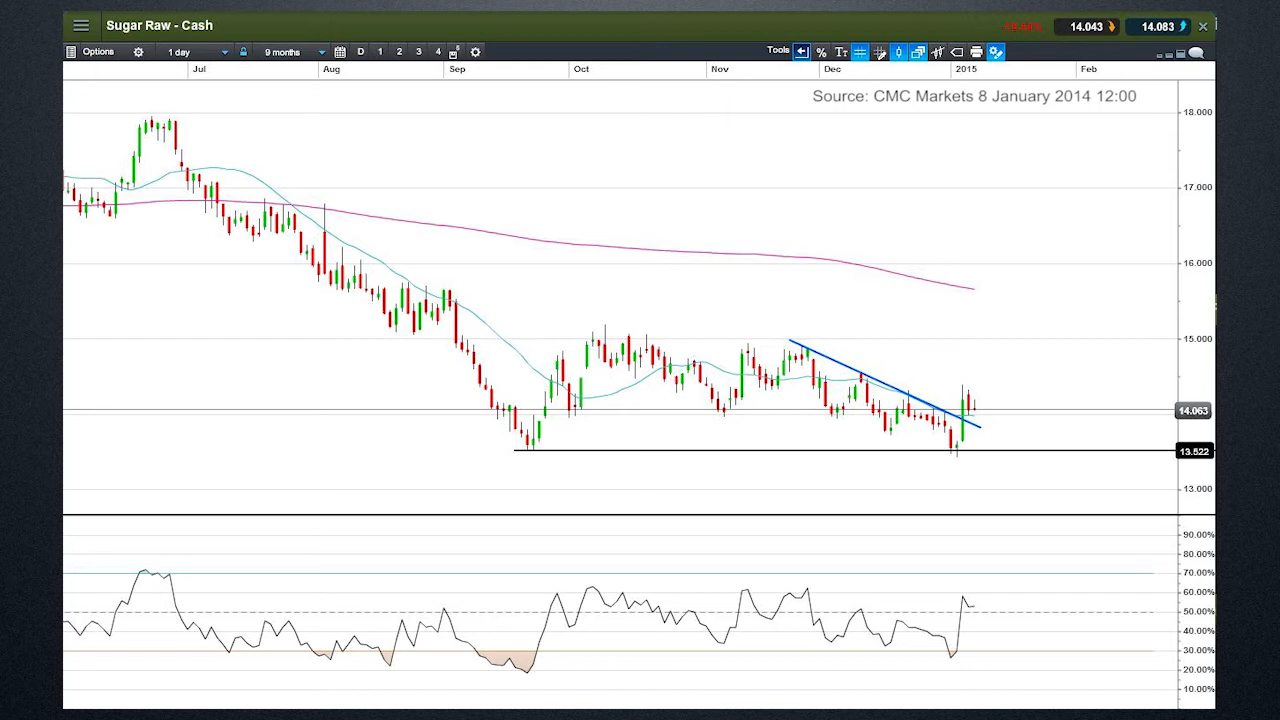 Sugar Raw - Cash
14.043
14.083
Options
1 day
9 months
D 1 2 3 4
Tools
% Tт
Jul Aug Sep Oct Nov Dec 2015 Feb
Source: CMC Markets 8 January 2014 12:00
18.000
17.000
16.000
15.000
14.063
13.522
13.000
90.00%
80.00%
70.00%
60.00%
50.00%
40.00%
30.00%
20.00%
10.00%